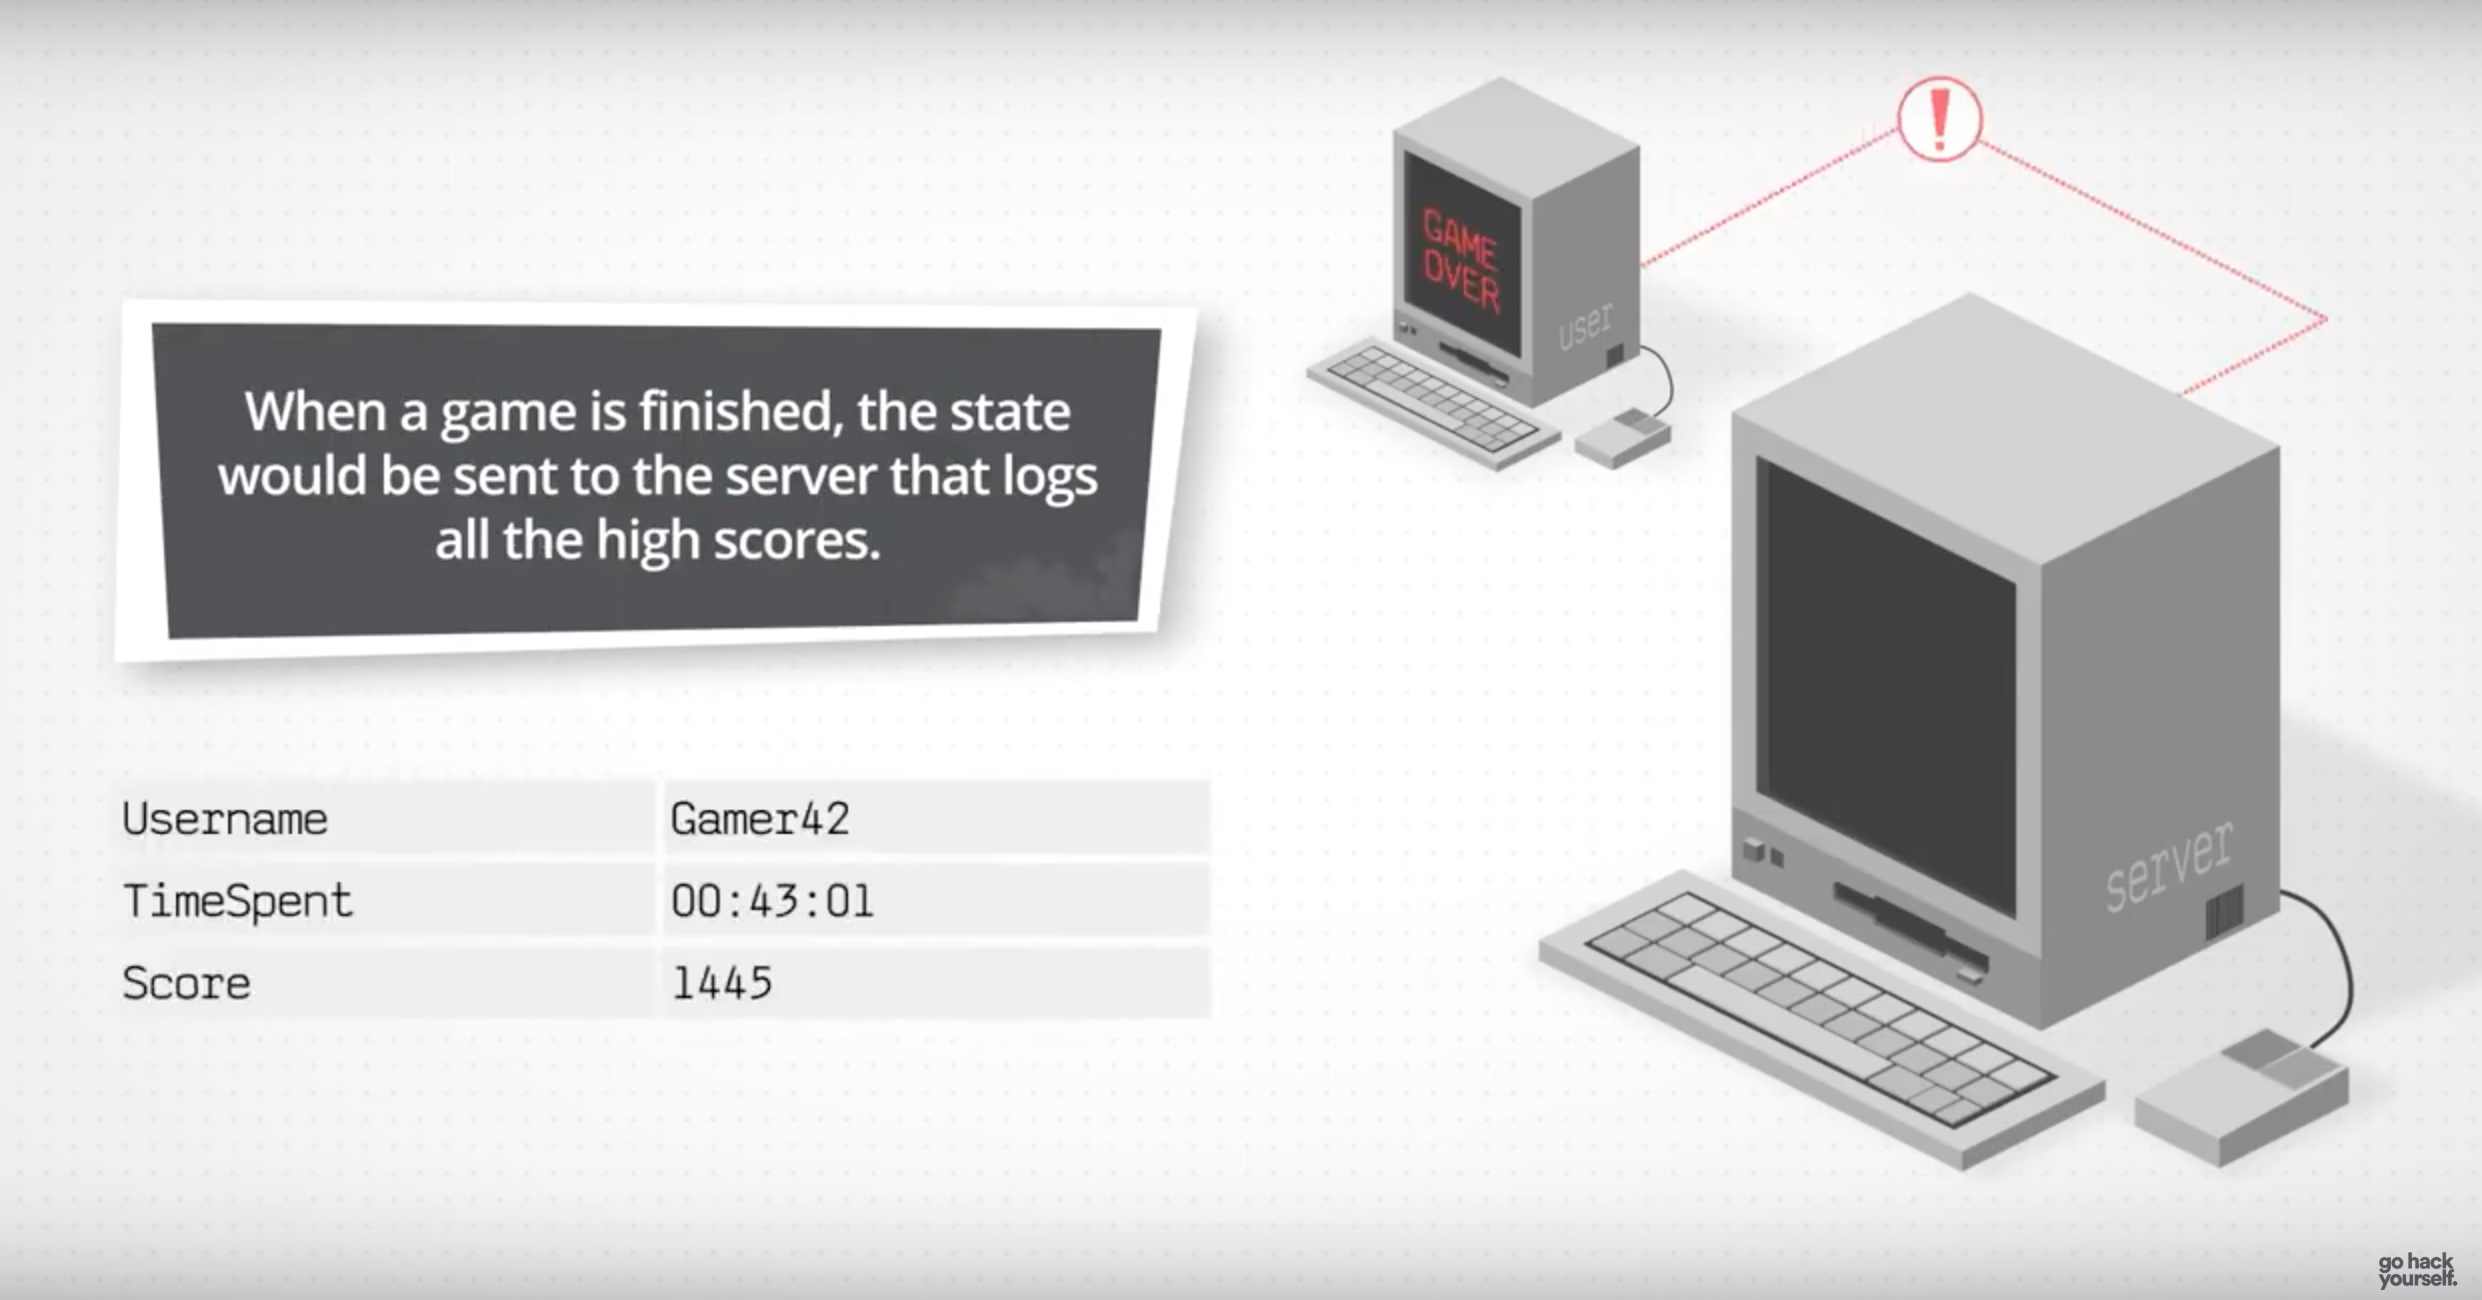 When a game is finished, the state
would be sent to the server that logs
all the high scores.
Username Gamer42
TimeSpent 00:43:01
Score 1445
GAME
OVER
user
!
server
go hack
yourself.